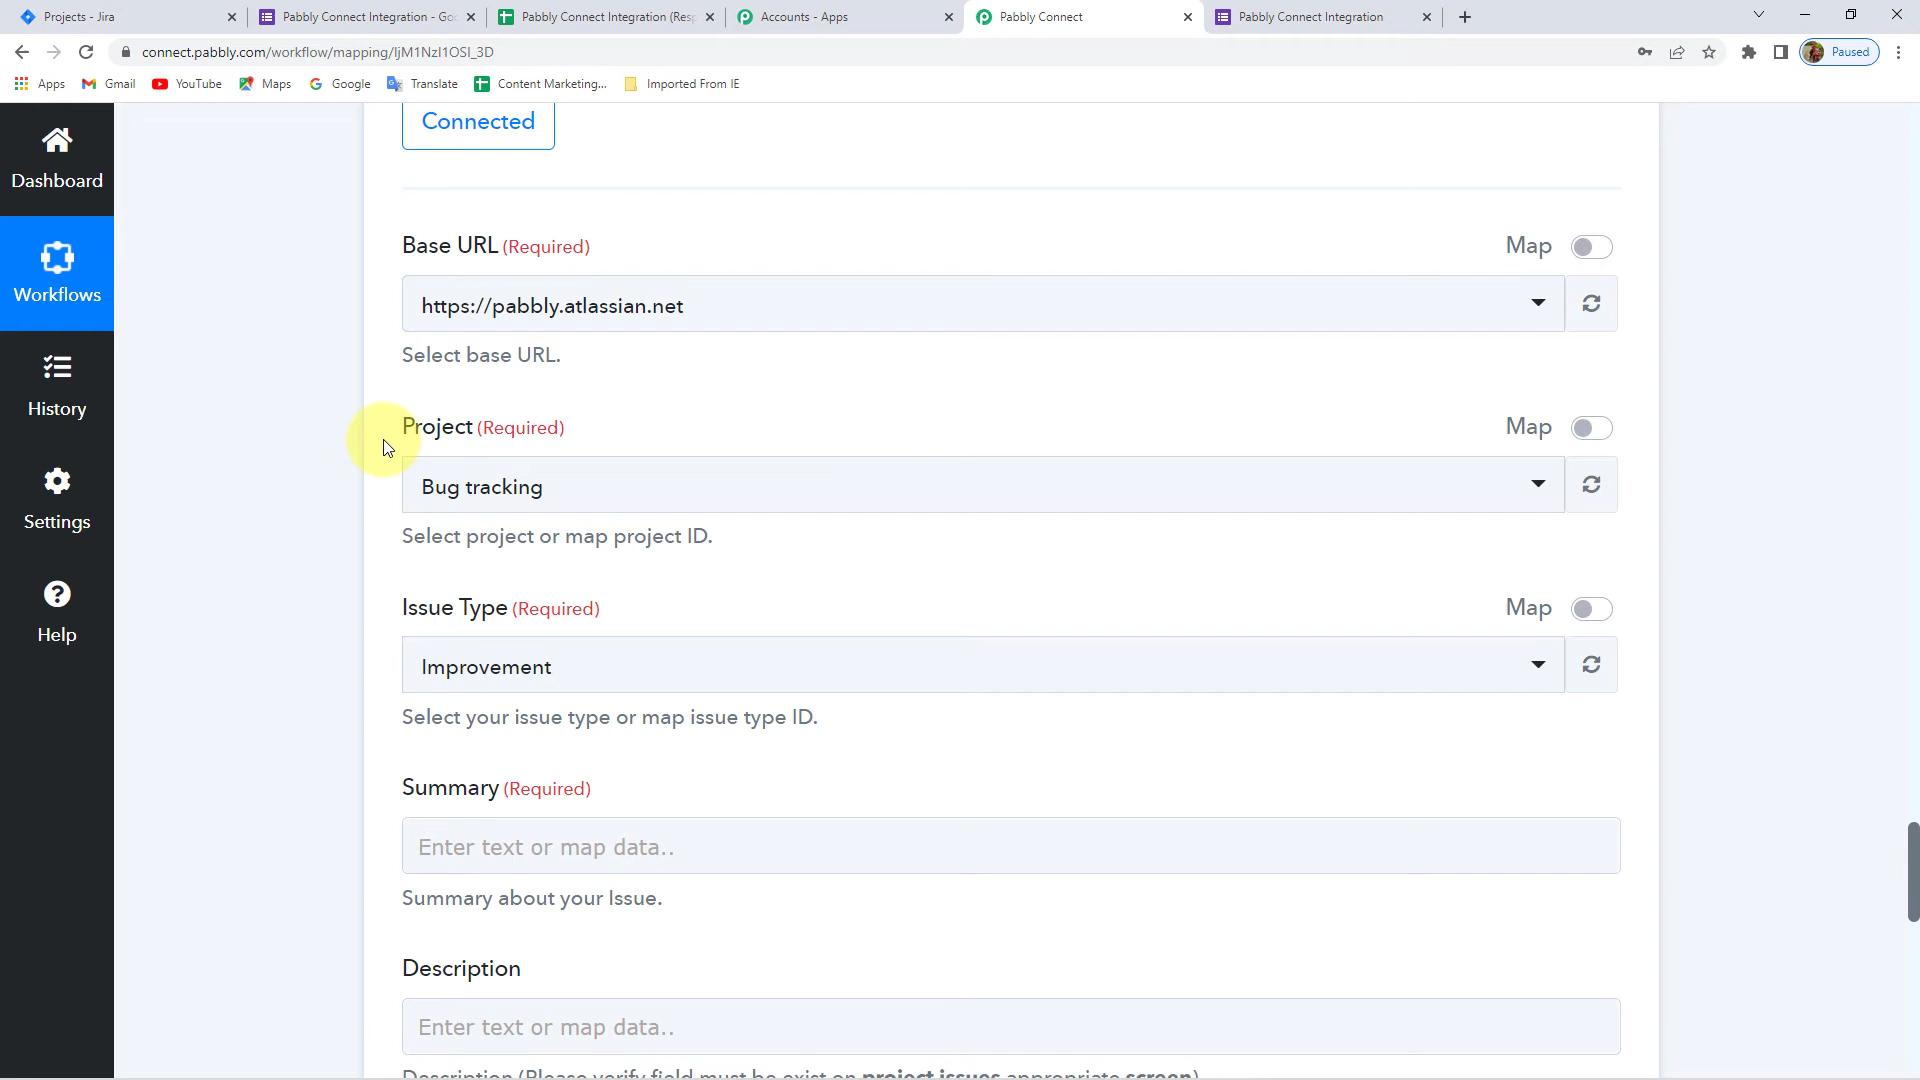 Projects - Jira
Pabbly Connect Integration - Goo
Pabbly Connect Integration (Resp
Accounts - Apps
Pabbly Connect
Pabbly Connect Integration
connect.pabbly.com/workflow/mapping/
Paused
Apps
Gmail
YouTube
Maps
Google
Translate
Content Marketing...
Imported From IE
Connected
Dashboard
Base URL (Required)
Map
Workflows
https://pabbly.atlassian.net
Select base URL.
History
Project (Required)
Map
Bug tracking
Settings
Select project or map project ID.
Issue Type (Required)
Map
Help
Improvement
Select your issue type or map issue type ID.
Summary (Required)
Enter text or map data..
Summary about your Issue.
Description
Enter text or map data..
Description (Please verify field must be exist on project issues appropriate screen)